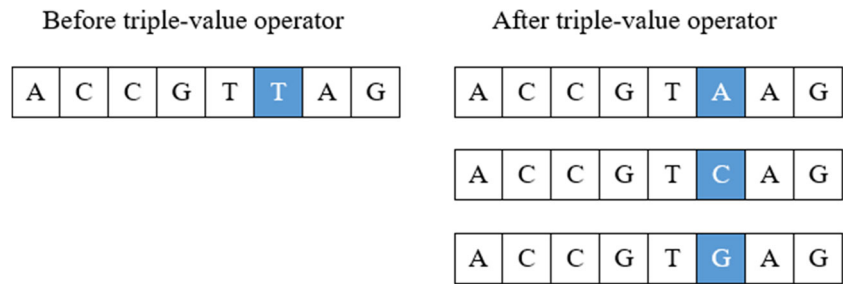 Before triple-value operator
A C C G T T A G
After triple-value operator
A C C G T A A G
A C C G T C A G
A C C G T G A G